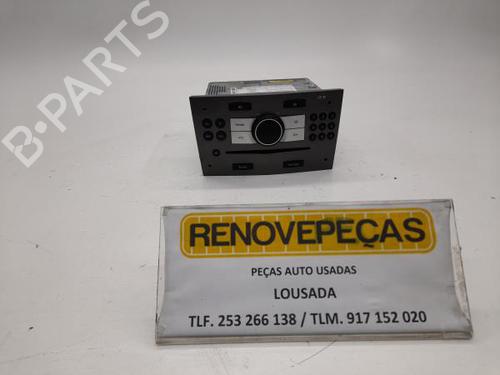 B-PARTS
RENOVEPEÇAS
PEÇAS AUTO USADAS
LOUSADA
TLF. 253 266 138 / TLM. 917 152 020